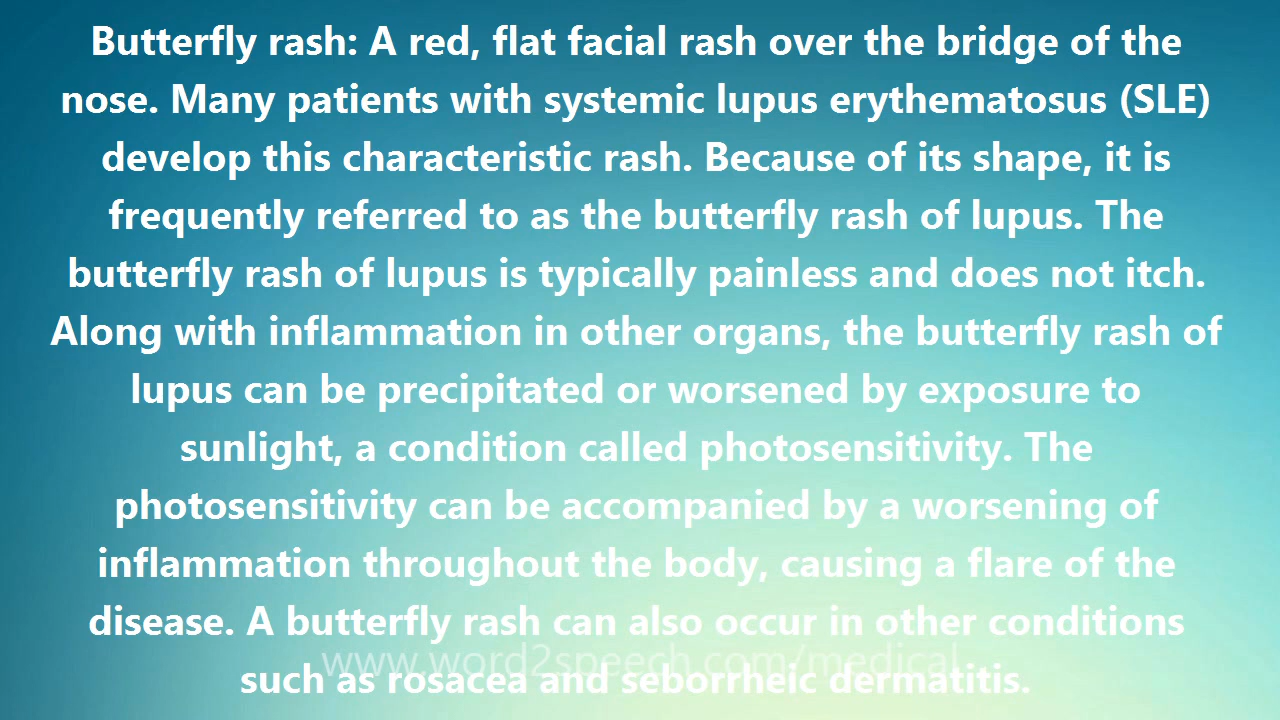 Butterfly rash: A red, flat facial rash over the bridge of the
nose. Many patients with systemic lupus erythematosus (SLE)
develop this characteristic rash. Because of its shape, it is
frequently referred to as the butterfly rash of lupus. The
butterfly rash of lupus is typically painless and does not itch.
Along with inflammation in other organs, the butterfly rash of
lupus can be precipitated or worsened by exposure to
sunlight, a condition called photosensitivity. The
photosensitivity can be accompanied by a worsening of
inflammation throughout the body, causing a flare of the
disease. A butterfly rash can also occur in other conditions
www.word2speech.com/medical
such as rosacea and seborrheic dermatitis.